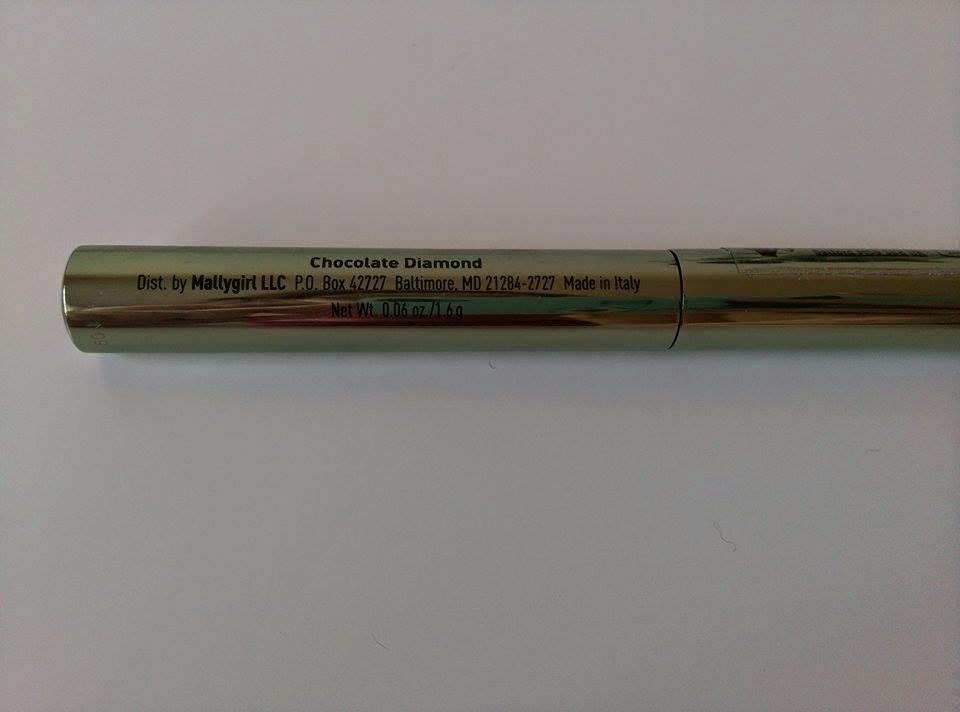 Chocolate Diamond
Dist. by Mallygirl LLC P.O. Box 42727 Baltimore, MD 21284-2727 Made in Italy
Net Wt. 0.06 oz./1.6 g